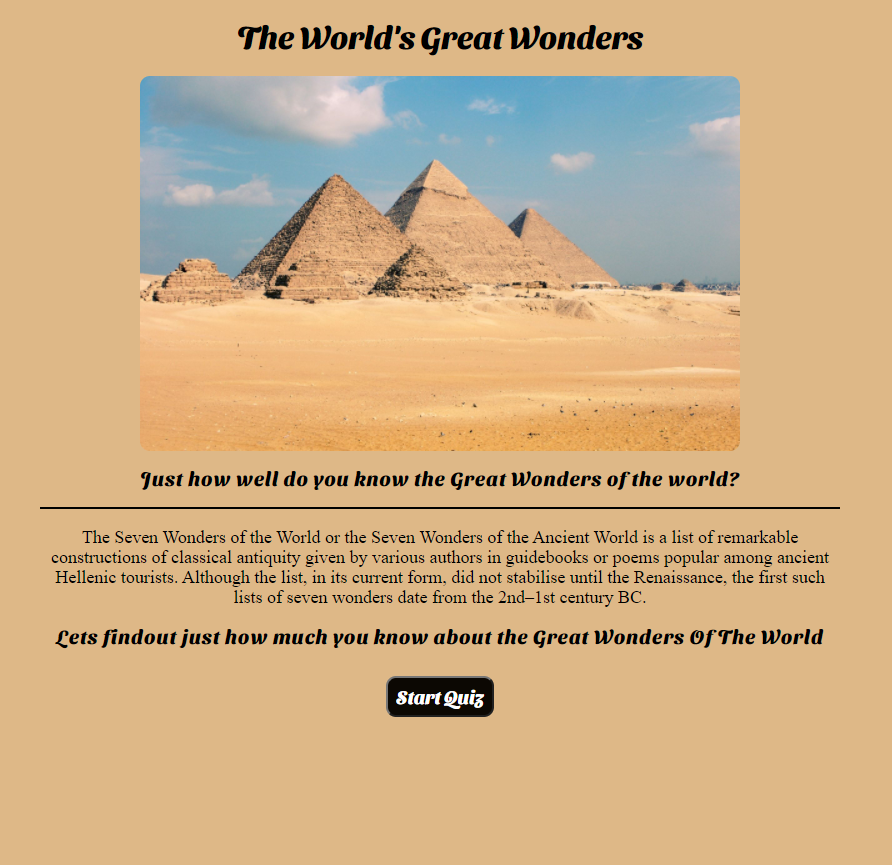 The World's Great Wonders
Just how well do you know the Great Wonders of the world?
The Seven Wonders of the World or the Seven Wonders of the Ancient World is a list of remarkable
constructions of classical antiquity given by various authors in guidebooks or poems popular among ancient
Hellenic tourists. Although the list, in its current form, did not stabilise until the Renaissance, the first such
lists of seven wonders date from the 2nd–1st century BC.
Lets findout just how much you know about the Great Wonders Of The World
Start Quiz